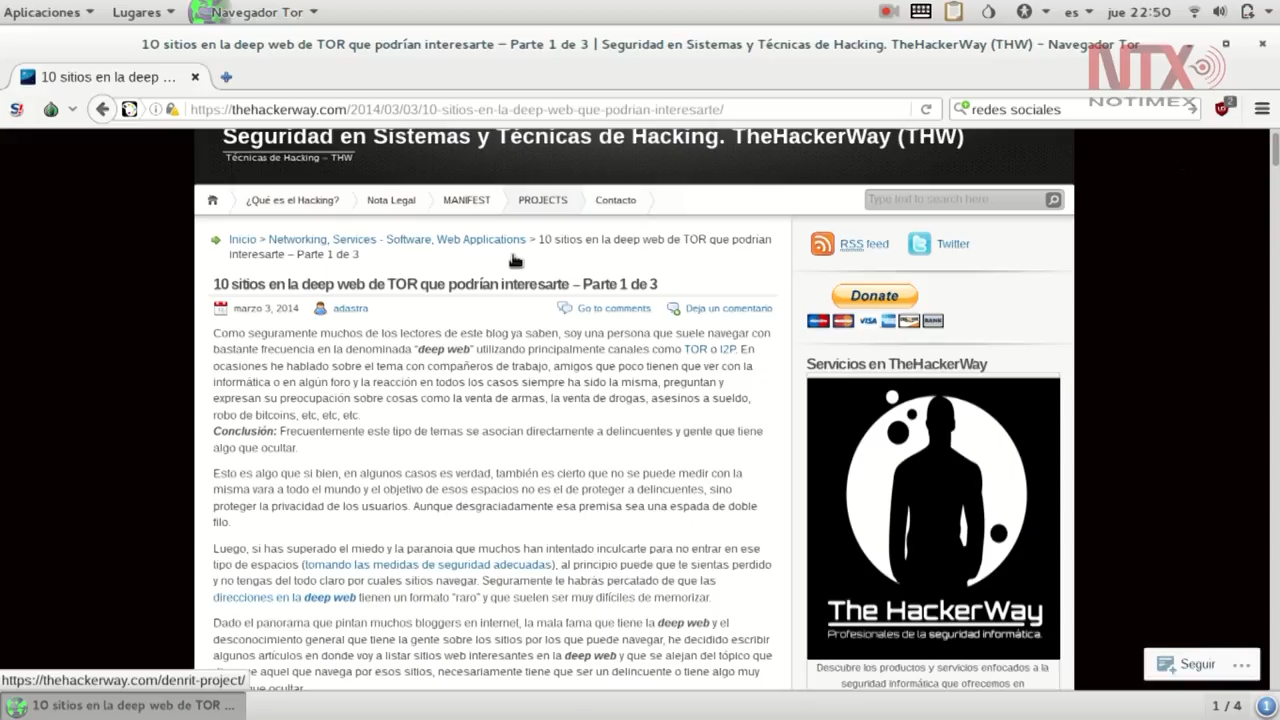 Aplicaciones Lugares Navegador Tor es jue 22:50
10 sitios en la deep web de TOR que podrían interesarte – Parte 1 de 3 | Seguridad en Sistemas y Técnicas de Hacking. TheHackerWay (THW) – Navegador Tor
NTX
NOTIMEX
10 sitios en la deep ...
https://thehackerway.com/2014/03/03/10-sitios-en-la-deep-web-que-podrian-interesarte/
redes sociales
2
Seguridad en Sistemas y Técnicas de Hacking. TheHackerWay (THW)
Técnicas de Hacking – THW
¿Qué es el Hacking? Nota Legal MANIFEST PROJECTS Contacto
Type text to search here
Inicio > Networking, Services - Software, Web Applications > 10 sitios en la deep web de TOR que podrían
interesarte – Parte 1 de 3
10 sitios en la deep web de TOR que podrían interesarte – Parte 1 de 3
marzo 3, 2014 adastra Go to comments Deja un comentario
Como seguramente muchos de los lectores de este blog ya saben, soy una persona que suele navegar con
bastante frecuencia en la denominada "deep web" utilizando principalmente canales como TOR o I2P. En
ocasiones he hablado sobre el tema con compañeros de trabajo, amigos que poco tienen que ver con la
informática o en algún foro y la reacción en todos los casos siempre ha sido la misma, preguntan y
expresan su preocupación sobre cosas como la venta de armas, la venta de drogas, asesinos a sueldo,
robo de bitcoins, etc, etc, etc.
Conclusión: Frecuentemente este tipo de temas se asocian directamente a delincuentes y gente que tiene
algo que ocultar.
Esto es algo que si bien, en algunos casos es verdad, también es cierto que no se puede medir con la
misma vara a todo el mundo y el objetivo de esos espacios no es el de proteger a delincuentes, sino
proteger la privacidad de los usuarios. Aunque desgraciadamente esa premisa sea una espada de doble
filo.
Luego, si has superado el miedo y la paranoia que muchos han intentado inculcarte para no entrar en ese
tipo de espacios (tomando las medidas de seguridad adecuadas), al principio puede que te sientas perdido
y no tengas del todo claro por cuales sitios navegar. Seguramente te habrás percatado de que las
direcciones en la deep web tienen un formato "raro" y que suelen ser muy difíciles de memorizar.
Dado el panorama que pintan muchos bloggers en internet, la mala fama que tiene la deep web y el
desconocimiento general que tiene la gente sobre los sitios por los que puede navegar, he decidido escribir
algunos artículos en donde voy a listar sitios web interesantes en la deep web y que se alejan del tópico que
aquel que navega por esos sitios, necesariamente tiene que ser un delincuente o tiene algo muy
que ocultar
RSS feed Twitter
Donate
VISA
BANK
Servicios en TheHackerWay
The HackerWay
Profesionales de la seguridad informática.
Descubre los productos y servicios enfocados a la
seguridad informática que ofrecemos en
Seguir
https://thehackerway.com/denrit-project/
10 sitios en la deep web de TOR ...
1 / 4
1